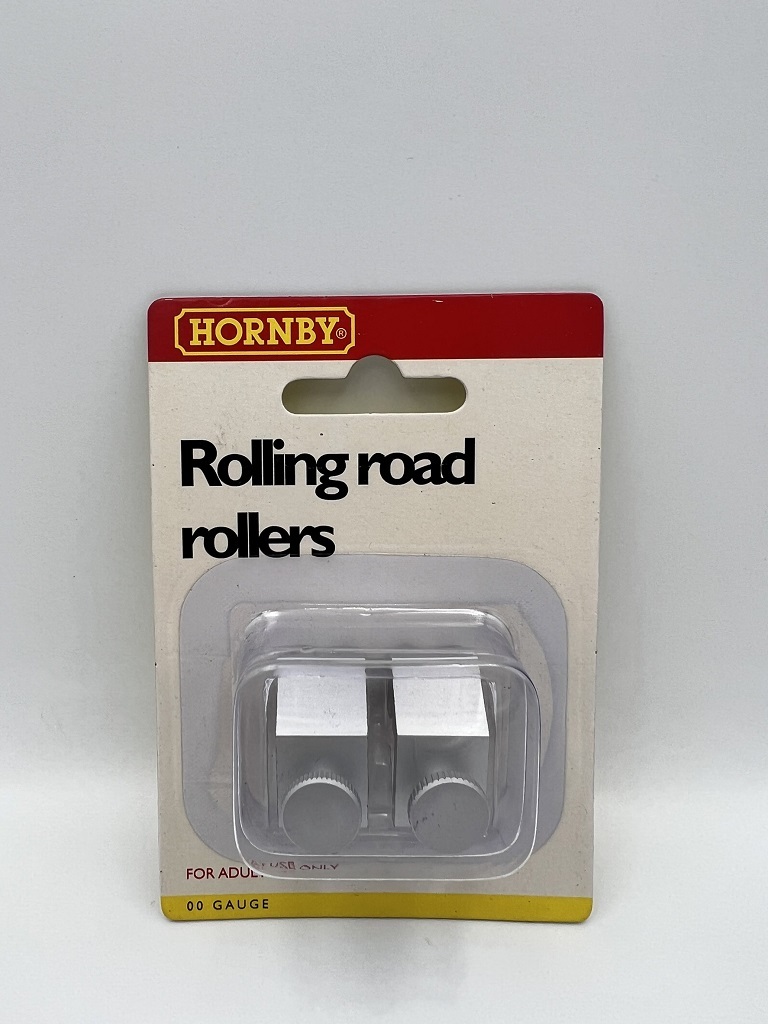 HORNBY®
Rolling road
rollers
FOR ADULT USE ONLY
00 GAUGE